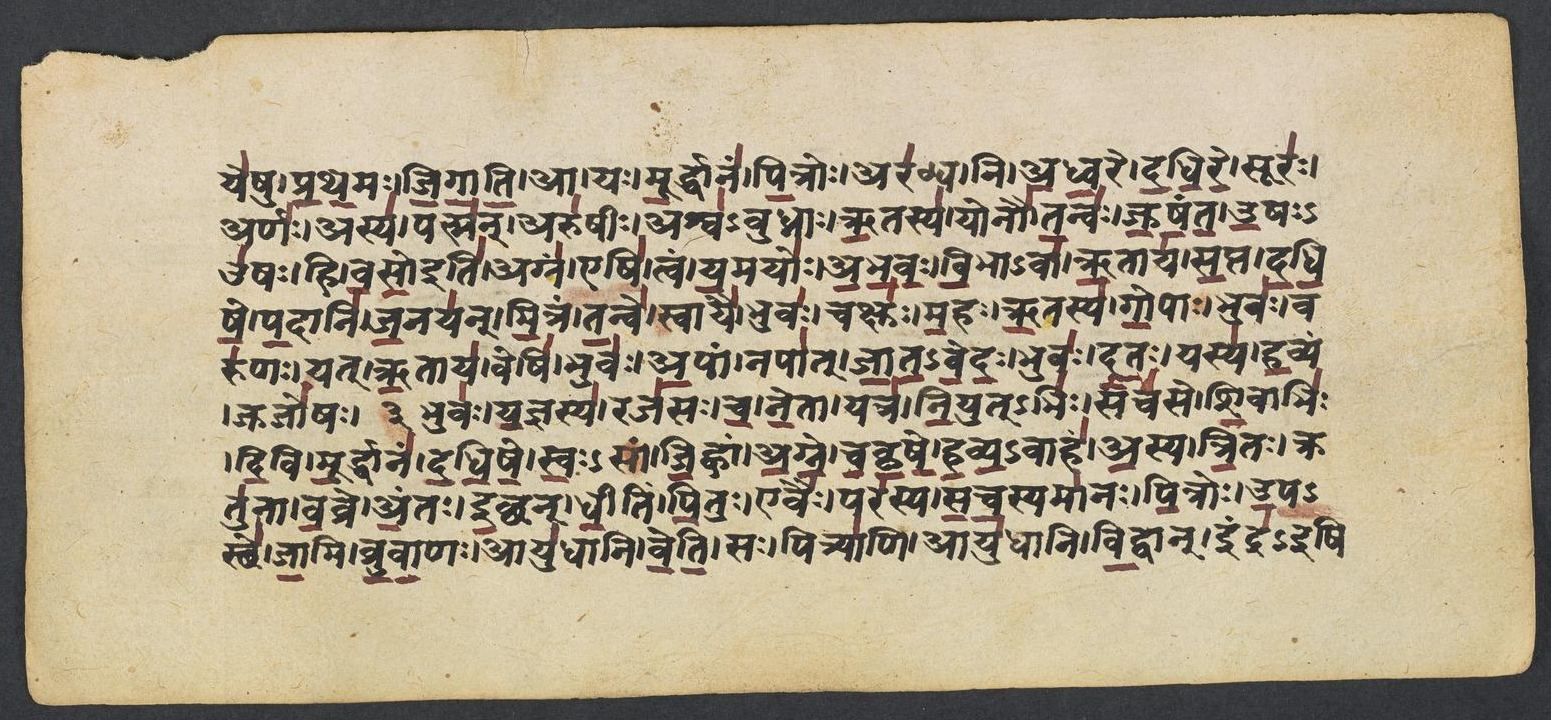 येषु।प्रथमः।जिगाति।आ।यः।मूर्द्धानं।पित्रोः।अरब्ध।नि।अध्वरे।दधिरे।सूरः।
अर्णः।अस्य।पत्मन्।अरुषीः।अश्वऽबुध्नाः।ऋतस्य।योनौ।तन्वः।जुषंत।उषःऽ
उषः।हि।वसोइति।अग्रं।एषि।त्वं।यमयोः।अभवः।विभाऽवा।ऋताय।सप्त।दधि
षे।पदानि।जनयन्।मित्रं।तन्वे।स्वायै।भुवः।चक्षुः।महः।ऋतस्य।गोपाः।भुवः।व
रुणः।यत्।ऋताय।वेषि।भुवः।अपां।नपात्।जातऽवेदः।भुवः।दूतः।यस्य।हव्यं
।जुजोषः। ३ भुवः।यज्ञस्य।रजसः।च।नेता।यत्र।नियुत्ऽभिः।सचसे।शिवाभिः
।दिवि।मूर्द्धानं।दधिषे।स्वःऽसां।जिह्वां।अग्ने।चकृषे।हव्यऽवाहं।अस्य।त्रितः।क्र
तुना।वव्रे।अंतः।इच्छन्।धीतिं।पितुः।एवैः।परस्य।सचस्यमानः।पित्रोः।उपऽ
स्थे।जामि।ब्रुवाणः।आयुधानि।वेति।सः।पित्र्याणि।आयुधानि।विद्वान्।इंद्रऽइषि